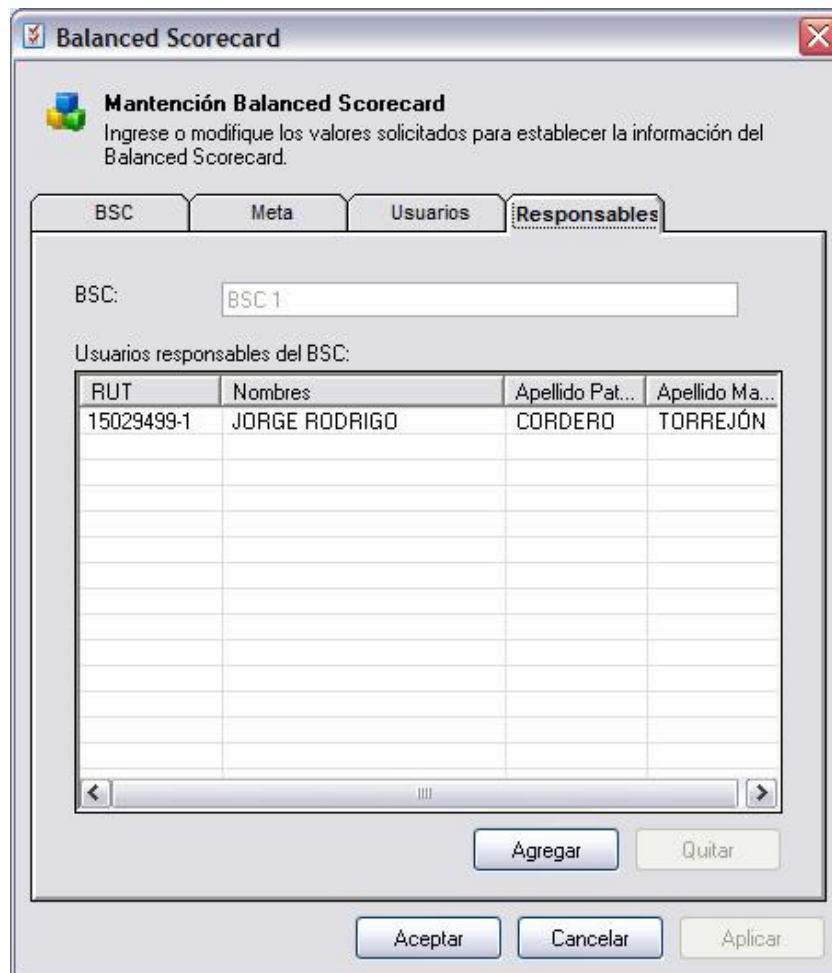 Balanced Scorecard
Mantención Balanced Scorecard
Ingrese o modifique los valores solicitados para establecer la información del
Balanced Scorecard.
BSC Meta Usuarios Responsables
BSC: BSC 1
Usuarios responsables del BSC:
RUT Nombres Apellido Pat... Apellido Ma...
15029499-1 JORGE RODRIGO CORDERO TORREJÓN
Agregar Quitar
Aceptar Cancelar Aplicar